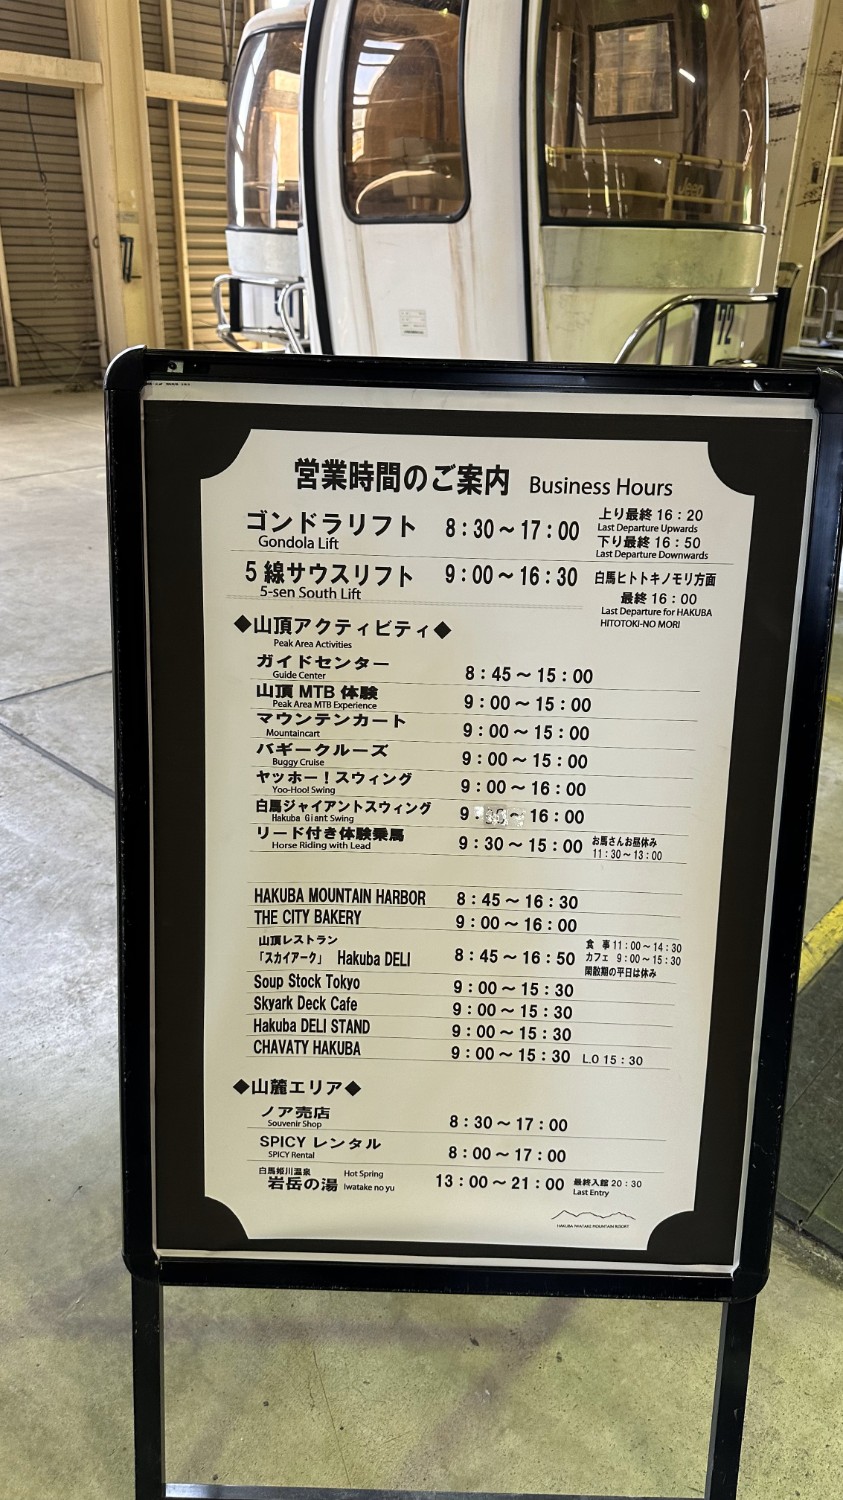 営業時間のご案内 Business Hours
ゴンドラリフト 8:30～17:00 上り最終 16:20
Gondola Lift Last Departure Upwards
下り最終 16:50
Last Departure Downwards
5線サウスリフト 9:00～16:30 白馬ヒトトキノモリ方面
5-sen South Lift 最終 16:00
Last Departure for HAKUBA
HITOTOKI-NO MORI
◆山頂アクティビティ◆
Peak Area Activities
ガイドセンター 8:45～15:00
Guide Center
山頂 MTB 体験 9:00～15:00
Peak Area MTB Experience
マウンテンカート 9:00～15:00
Mountaincart
バギークルーズ 9:00～15:00
Buggy Cruise
ヤッホー！スウィング 9:00～16:00
Yoo-Hoo! Swing
白馬ジャイアントスウィング 9: ～ 16:00
Hakuba Giant Swing
リード付き体験乗馬 9:30～15:00 お馬さんお昼休み
Horse Riding with Lead 11:30～13:00
HAKUBA MOUNTAIN HARBOR 8:45～16:30
THE CITY BAKERY 9:00～16:00
山頂レストラン 食 事 11:00～14:30
「スカイアーク」 Hakuba DELI 8:45～16:50 カフェ 9:00～15:30
閑散期の平日は休み
Soup Stock Tokyo 9:00～15:30
Skyark Deck Cafe 9:00～15:30
Hakuba DELI STAND 9:00～15:30
CHAVATY HAKUBA 9:00～15:30 L.O 15:30
◆山麓エリア◆
ノア売店 8:30～17:00
Souvenir Shop
SPICY レンタル 8:00～17:00
SPICY Rental
白馬姫川温泉 Hot Spring
岩岳の湯 Iwatake no yu 13:00～21:00 最終入館 20:30
Last Entry
HAKUBA IWATAKE MOUNTAIN RESORT
72
Jeep